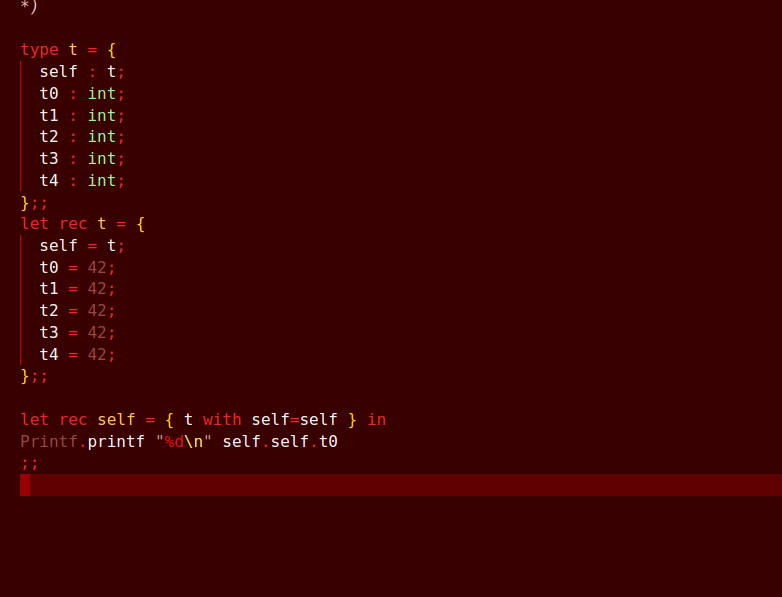 *)
type t = {
  self : t;
  t0 : int;
  t1 : int;
  t2 : int;
  t3 : int;
  t4 : int;
};;
let rec t = {
  self = t;
  t0 = 42;
  t1 = 42;
  t2 = 42;
  t3 = 42;
  t4 = 42;
};;
let rec self = { t with self=self } in
Printf.printf "%d\n" self.self.t0
;;